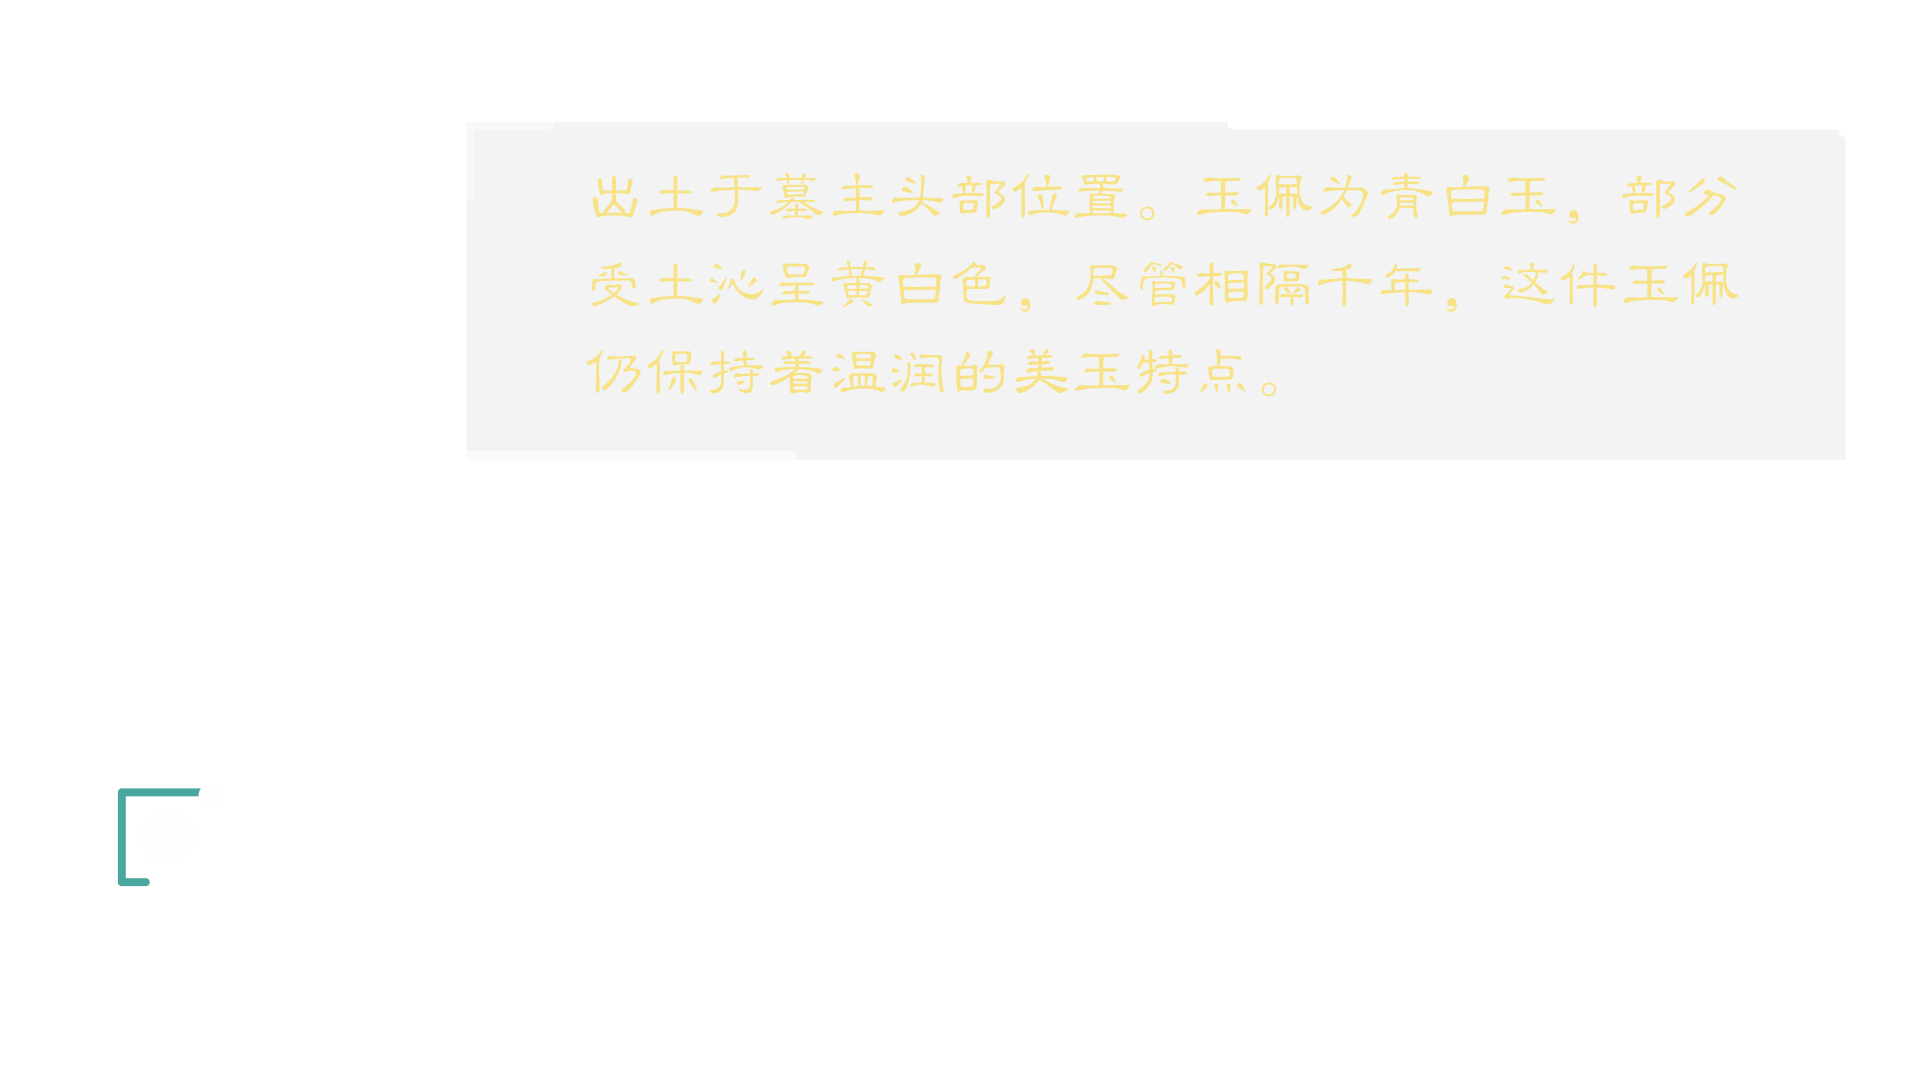 出土于墓主头部位置。玉佩为青白玉，部分
受土沁呈黄白色，尽管相隔千年，这件玉佩
仍保持着温润的美玉特点。